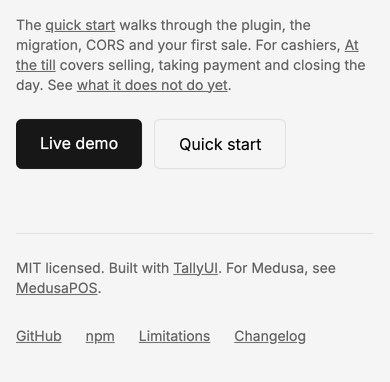 The quick start walks through the plugin, the
migration, CORS and your first sale. For cashiers, At
the till covers selling, taking payment and closing the
day. See what it does not do yet.
Live demo
Quick start
MIT licensed. Built with TallyUI. For Medusa, see
MedusaPOS.
GitHub npm Limitations Changelog